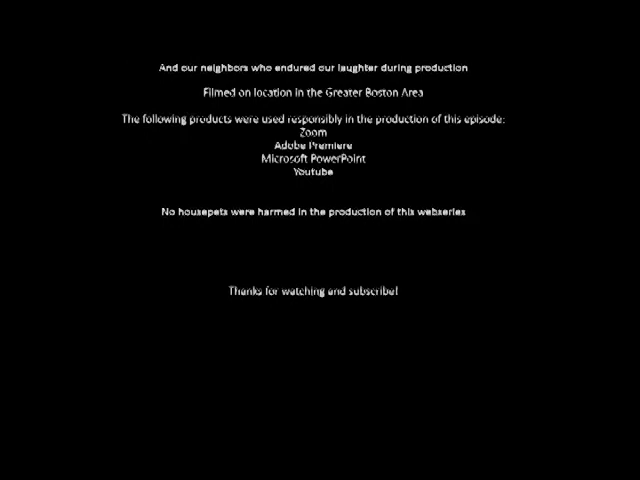 And our neighbors who endured our laughter during production
Filmed on location in the Greater Boston Area
The following products were used responsibly in the production of this episode:
Zoom
Adobe Premiere
Microsoft PowerPoint
Youtube
No housepets were harmed in the production of this webseries
Thanks for watching and subscribe!